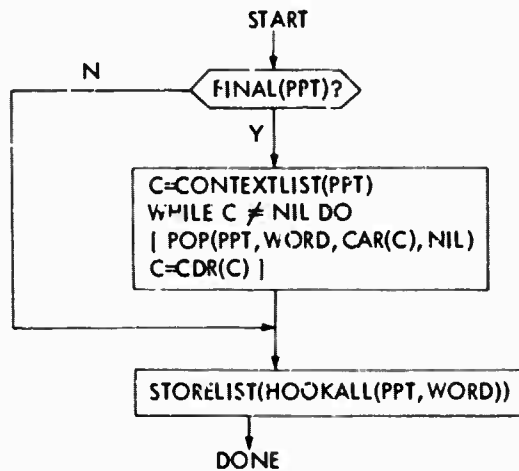 START
N
FINAL(PPT)?
Y
C=CONTEXTLIST(PPT)
WHILE C ≠ NIL DO
[ POP(PPT, WORD, CAR(C), NIL)
C=CDR(C) ]
STORELIST(HOOKALL(PPT, WORD))
DONE